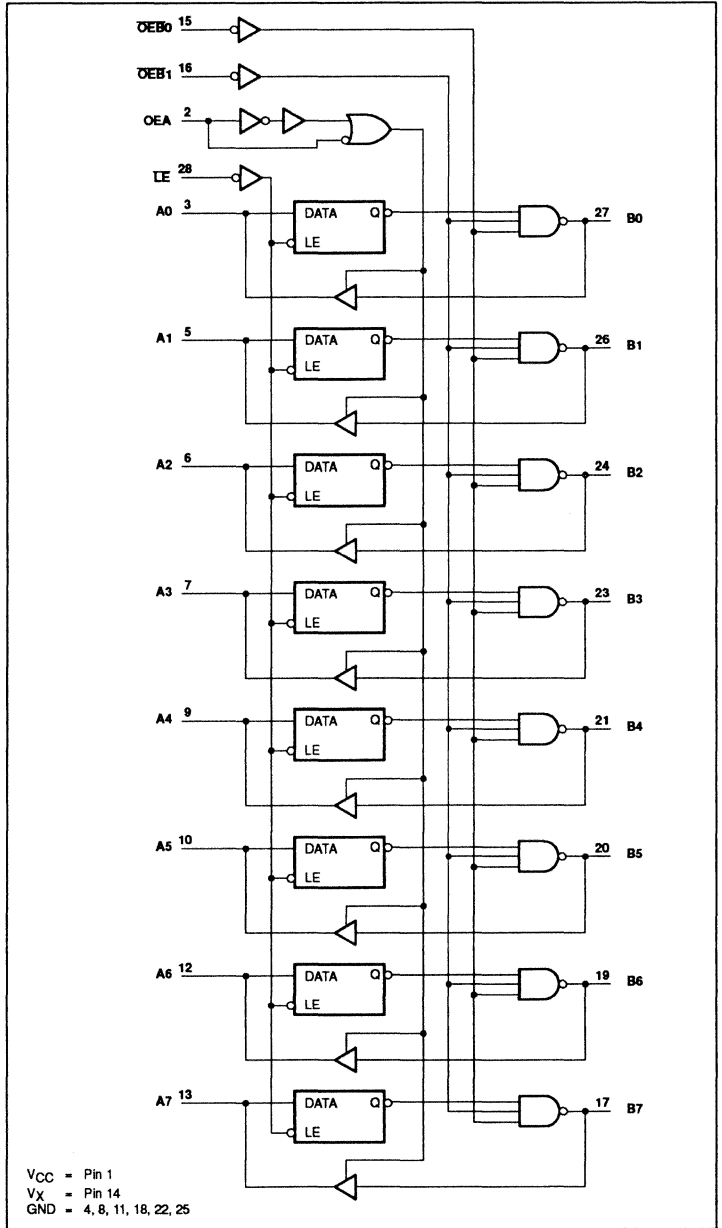 OEB0 15
OEB1 16
OEA 2
LE 28
A0 3 DATA Q 27 B0
LE
A1 5 DATA Q 26 B1
LE
A2 6 DATA Q 24 B2
LE
A3 7 DATA Q 23 B3
LE
A4 9 DATA Q 21 B4
LE
A5 10 DATA Q 20 B5
LE
A6 12 DATA Q 19 B6
LE
A7 13 DATA Q 17 B7
LE
VCC = Pin 1
VX = Pin 14
GND = 4, 8, 11, 18, 22, 25